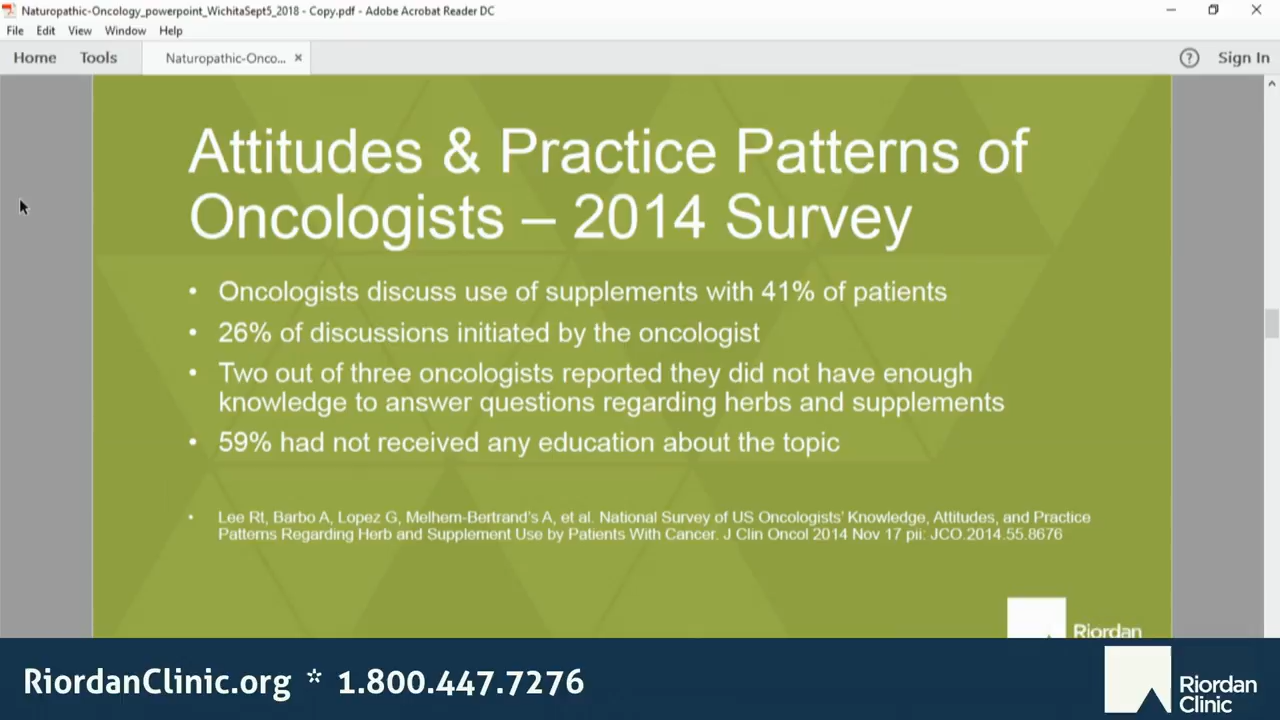 Naturopathic-Oncology_powerpoint_WichitaSept5_2018 - Copy.pdf - Adobe Acrobat Reader DC
File Edit View Window Help
Home Tools Naturopathic-Onco... × ? Sign In
Attitudes & Practice Patterns of
Oncologists – 2014 Survey
• Oncologists discuss use of supplements with 41% of patients
• 26% of discussions initiated by the oncologist
• Two out of three oncologists reported they did not have enough
knowledge to answer questions regarding herbs and supplements
• 59% had not received any education about the topic
• Lee Rt, Barbo A, Lopez G, Melhem-Bertrand’s A, et al. National Survey of US Oncologists’ Knowledge, Attitudes, and Practice
Patterns Regarding Herb and Supplement Use by Patients With Cancer. J Clin Oncol 2014 Nov 17 pii: JCO.2014.55.8676
Riordan
RiordanClinic.org * 1.800.447.7276
Riordan
Clinic